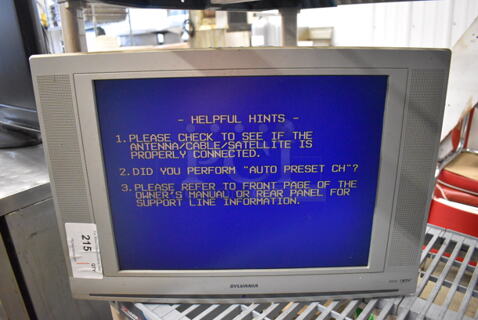 - HELPFUL HINTS -
1. PLEASE CHECK TO SEE IF THE
ANTENNA/CABLE/SATELLITE IS
PROPERLY CONNECTED.
2. DID YOU PERFORM "AUTO PRESET CH"?
3. PLEASE REFER TO FRONT PAGE OF THE
OWNER'S MANUAL OR REAR PANEL FOR
SUPPORT LINE INFORMATION.
SYLVANIA
215
QTY